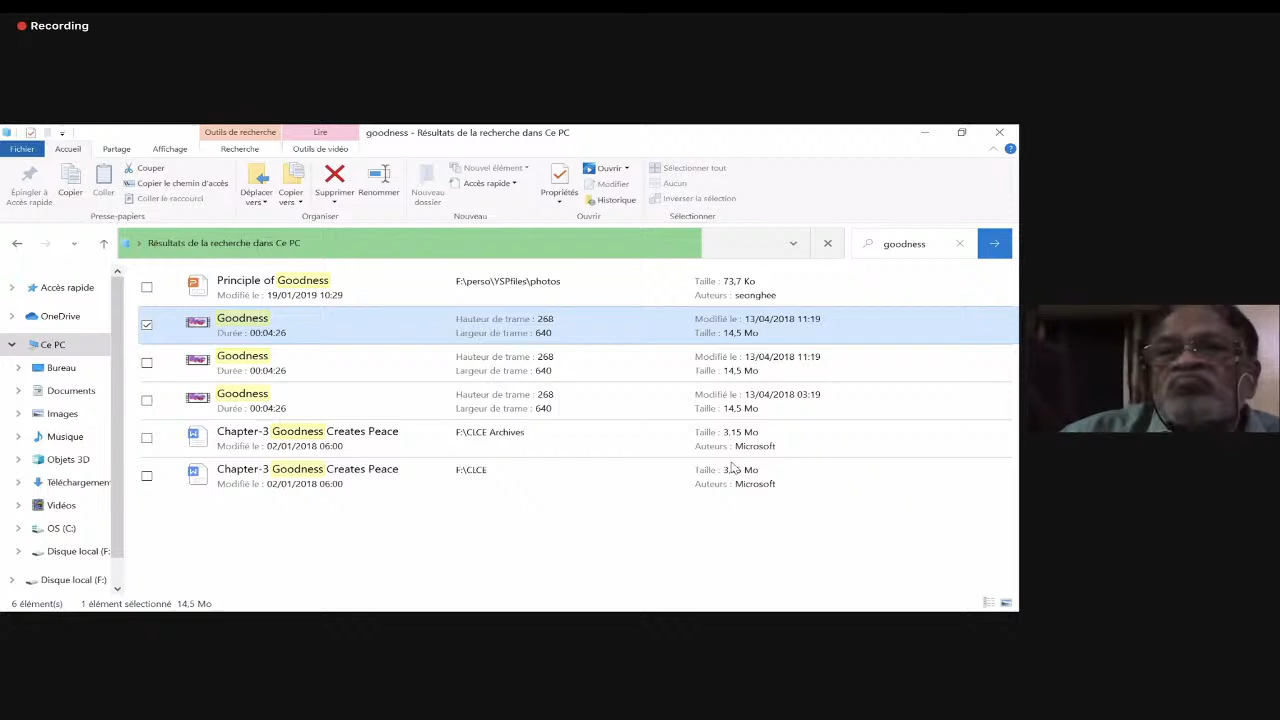 Recording
Outils de recherche Lire goodness - Résultats de la recherche dans Ce PC
Fichier Accueil Partage Affichage Recherche Outils de vidéo
Épingler à Accès rapide
Copier
Coller
Couper
Copier le chemin d'accès
Coller le raccourci
Presse-papiers
Déplacer vers
Copier vers
Supprimer
Renommer
Organiser
Nouveau dossier
Nouvel élément
Accès rapide
Nouveau
Propriétés
Ouvrir
Modifier
Historique
Ouvrir
Sélectionner tout
Aucun
Inverser la sélection
Sélectionner
Résultats de la recherche dans Ce PC
goodness
Accès rapide
OneDrive
Ce PC
Bureau
Documents
Images
Musique
Objets 3D
Téléchargemen
Vidéos
OS (C:)
Disque local (F:
Disque local (F:)
Principle of Goodness F:\perso\YSPfiles\photos Taille : 73,7 Ko
Modifié le : 19/01/2019 10:29 Auteurs : seonghee
Goodness Hauteur de trame : 268 Modifié le : 13/04/2018 11:19
Durée : 00:04:26 Largeur de trame : 640 Taille : 14,5 Mo
Goodness Hauteur de trame : 268 Modifié le : 13/04/2018 11:19
Durée : 00:04:26 Largeur de trame : 640 Taille : 14,5 Mo
Goodness Hauteur de trame : 268 Modifié le : 13/04/2018 03:19
Durée : 00:04:26 Largeur de trame : 640 Taille : 14,5 Mo
Chapter-3 Goodness Creates Peace F:\CLCE Archives Taille : 3,15 Mo
Modifié le : 02/01/2018 06:00 Auteurs : Microsoft
Chapter-3 Goodness Creates Peace F:\CLCE Taille : Mo
Modifié le : 02/01/2018 06:00 Auteurs : Microsoft
6 élément(s) 1 élément sélectionné 14,5 Mo